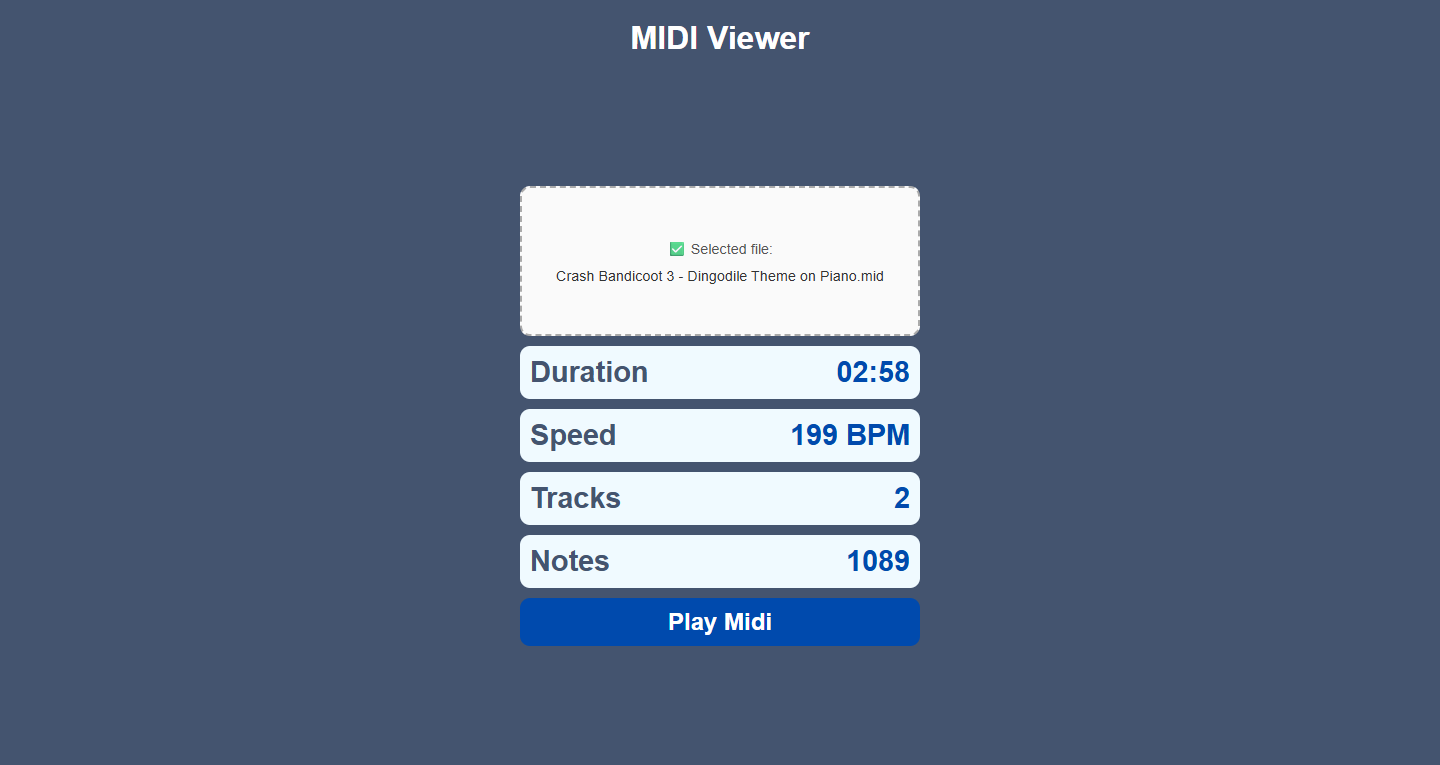 MIDI Viewer
✅ Selected file:
Crash Bandicoot 3 - Dingodile Theme on Piano.mid
Duration 02:58
Speed 199 BPM
Tracks 2
Notes 1089
Play Midi